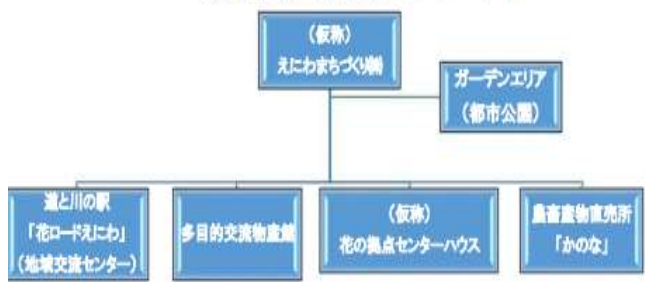 (仮称)
えにわまちづくり㈱
ガーデンエリア
(都市公園)
道と川の駅
「花ロードえにわ」
(地域交流センター)
多目的交流物産館
(仮称)
花の拠点センターハウス
農畜産物直売所
「かのな」